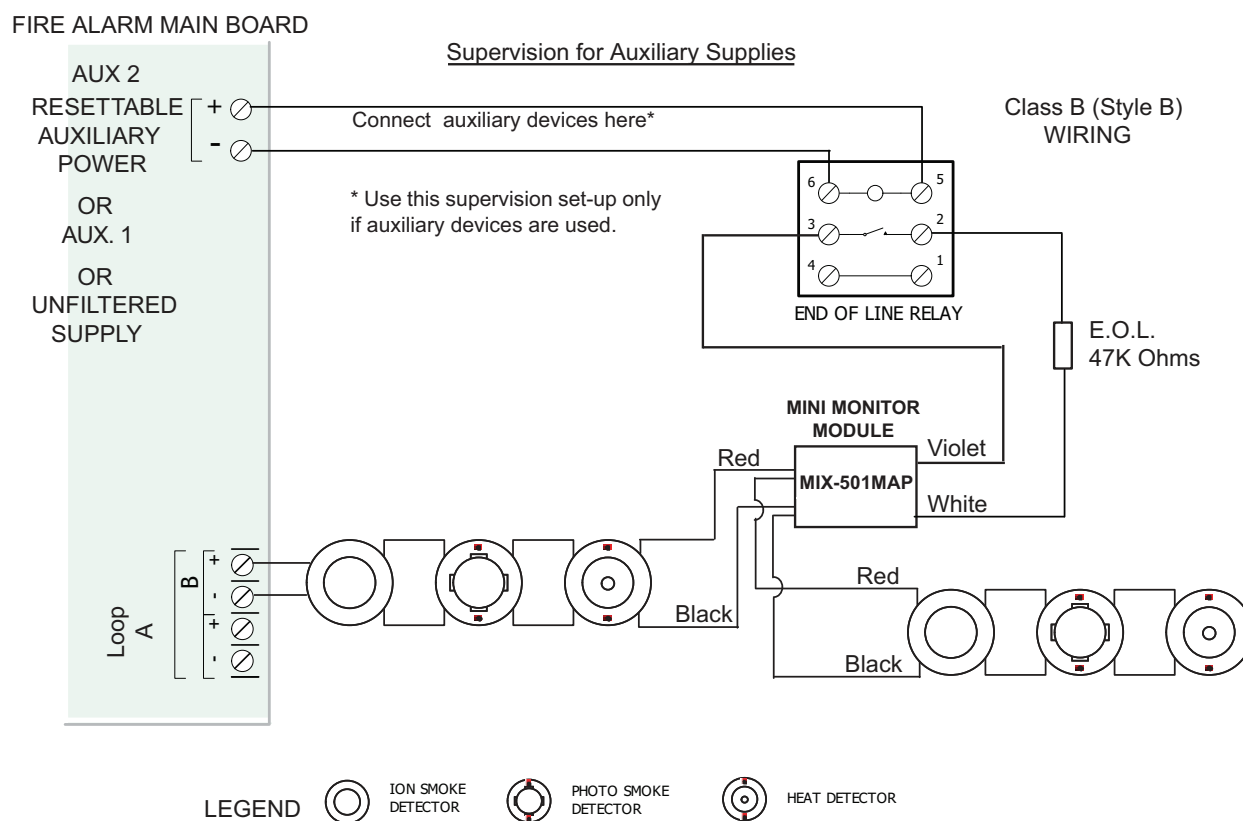 FIRE ALARM MAIN BOARD
Supervision for Auxiliary Supplies
AUX 2
RESETTABLE
AUXILIARY
POWER
+
-
OR
AUX. 1
OR
UNFILTERED
SUPPLY
Connect auxiliary devices here*
* Use this supervision set-up only
if auxiliary devices are used.
Class B (Style B)
WIRING
6
5
3
2
4
1
END OF LINE RELAY
E.O.L.
47K Ohms
MINI MONITOR
MODULE
MIX-501MAP
Violet
White
Red
Black
Red
Black
Loop
A
B
+
-
+
-
LEGEND
ION SMOKE
DETECTOR
PHOTO SMOKE
DETECTOR
HEAT DETECTOR